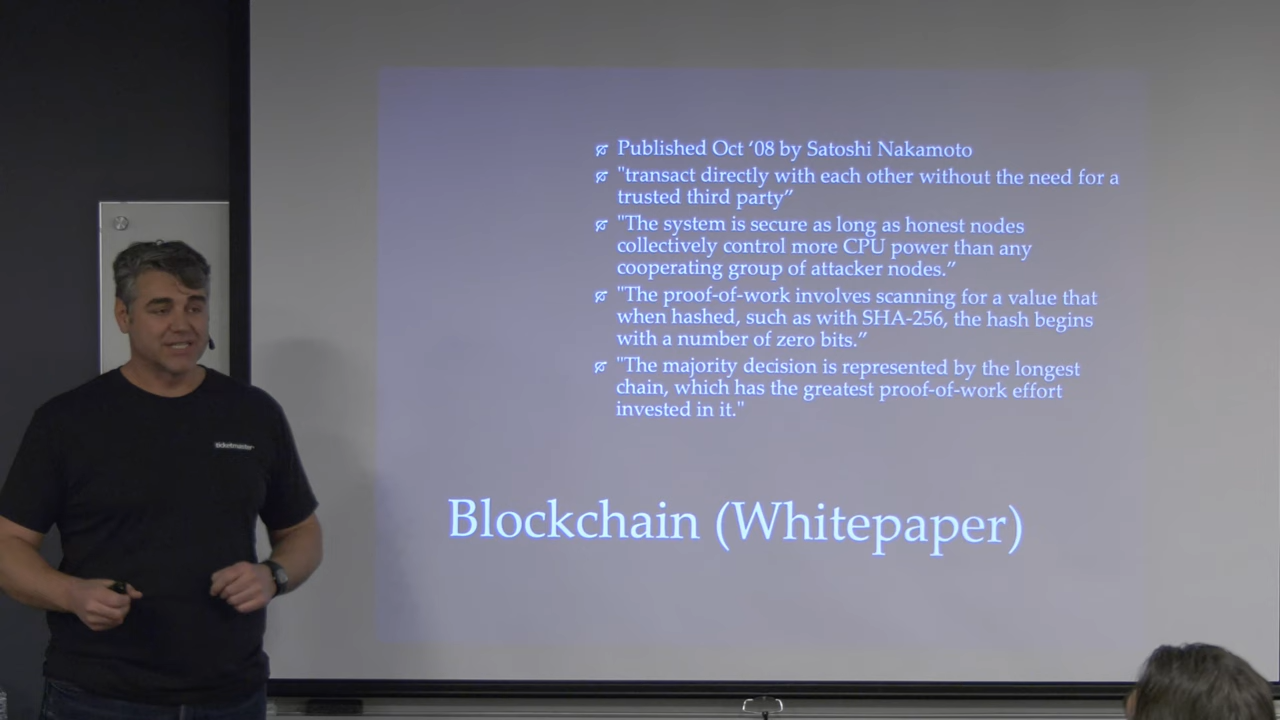 Published Oct ‘08 by Satoshi Nakamoto
"transact directly with each other without the need for a
trusted third party”
"The system is secure as long as honest nodes
collectively control more CPU power than any
cooperating group of attacker nodes.”
"The proof-of-work involves scanning for a value that
when hashed, such as with SHA-256, the hash begins
with a number of zero bits.”
"The majority decision is represented by the longest
chain, which has the greatest proof-of-work effort
invested in it."
ticketmaster
Blockchain (Whitepaper)